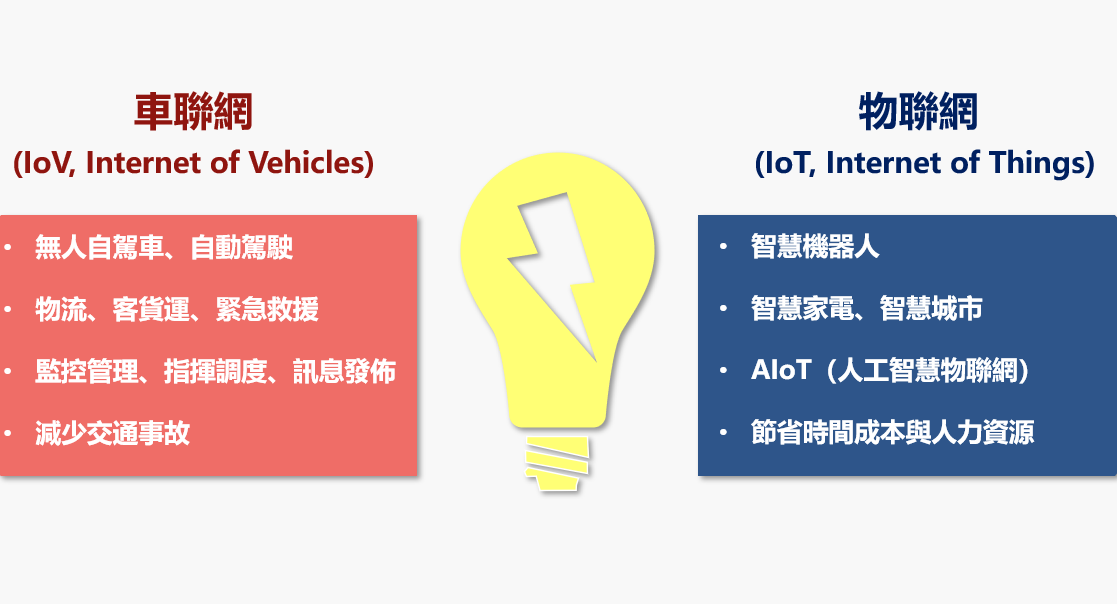 車聯網
(IoV, Internet of Vehicles)
• 無人自駕車、自動駕駛
• 物流、客貨運、緊急救援
• 監控管理、指揮調度、訊息發佈
• 減少交通事故
物聯網
(IoT, Internet of Things)
• 智慧機器人
• 智慧家電、智慧城市
• AIoT（人工智慧物聯網）
• 節省時間成本與人力資源